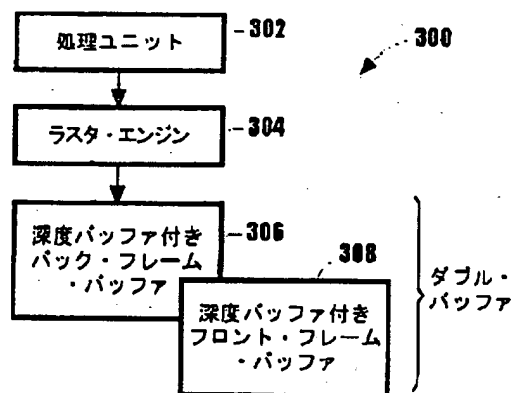 処理ユニット
302
300
ラスタ・エンジン
304
深度バッファ付き
バック・フレーム
・バッファ
306
308
深度バッファ付き
フロント・フレーム
・バッファ
ダブル・
バッファ